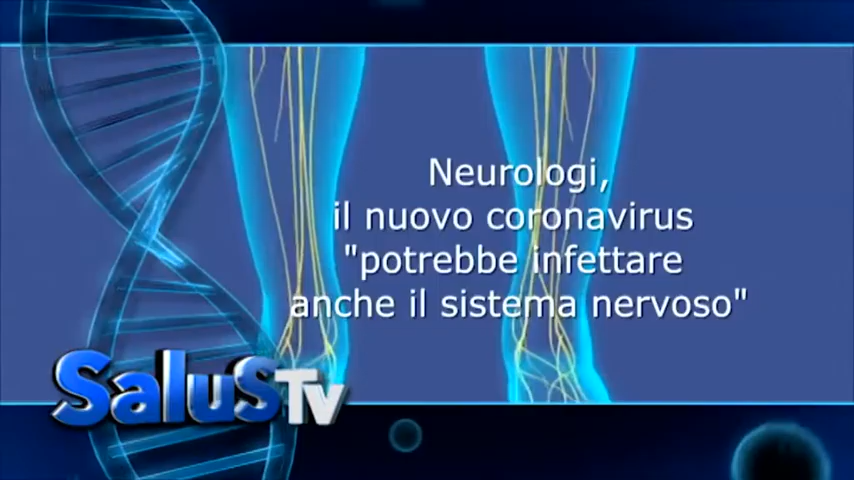 Neurologi,
il nuovo coronavirus
"potrebbe infettare
anche il sistema nervoso"
SaluS Tv